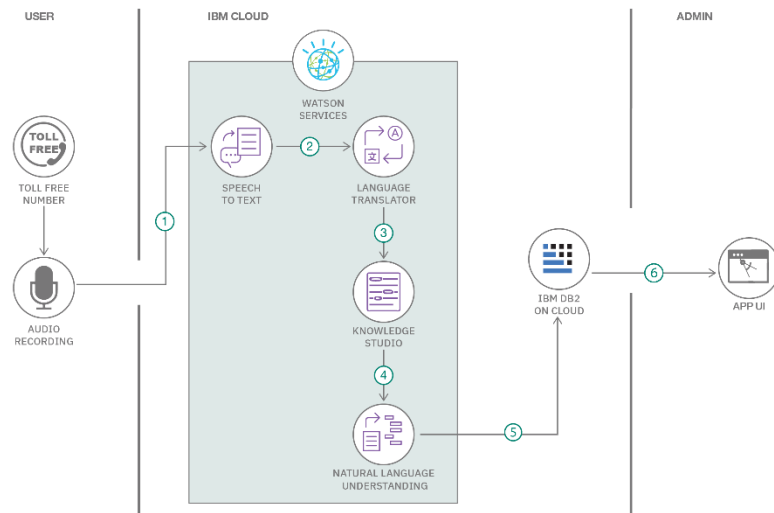 USER
IBM CLOUD
ADMIN
WATSON
SERVICES
TOLL
FREE
TOLL FREE
NUMBER
1
SPEECH
TO TEXT
2
A
文
LANGUAGE
TRANSLATOR
3
AUDIO
RECORDING
KNOWLEDGE
STUDIO
4
NATURAL LANGUAGE
UNDERSTANDING
5
IBM DB2
ON CLOUD
6
APP UI